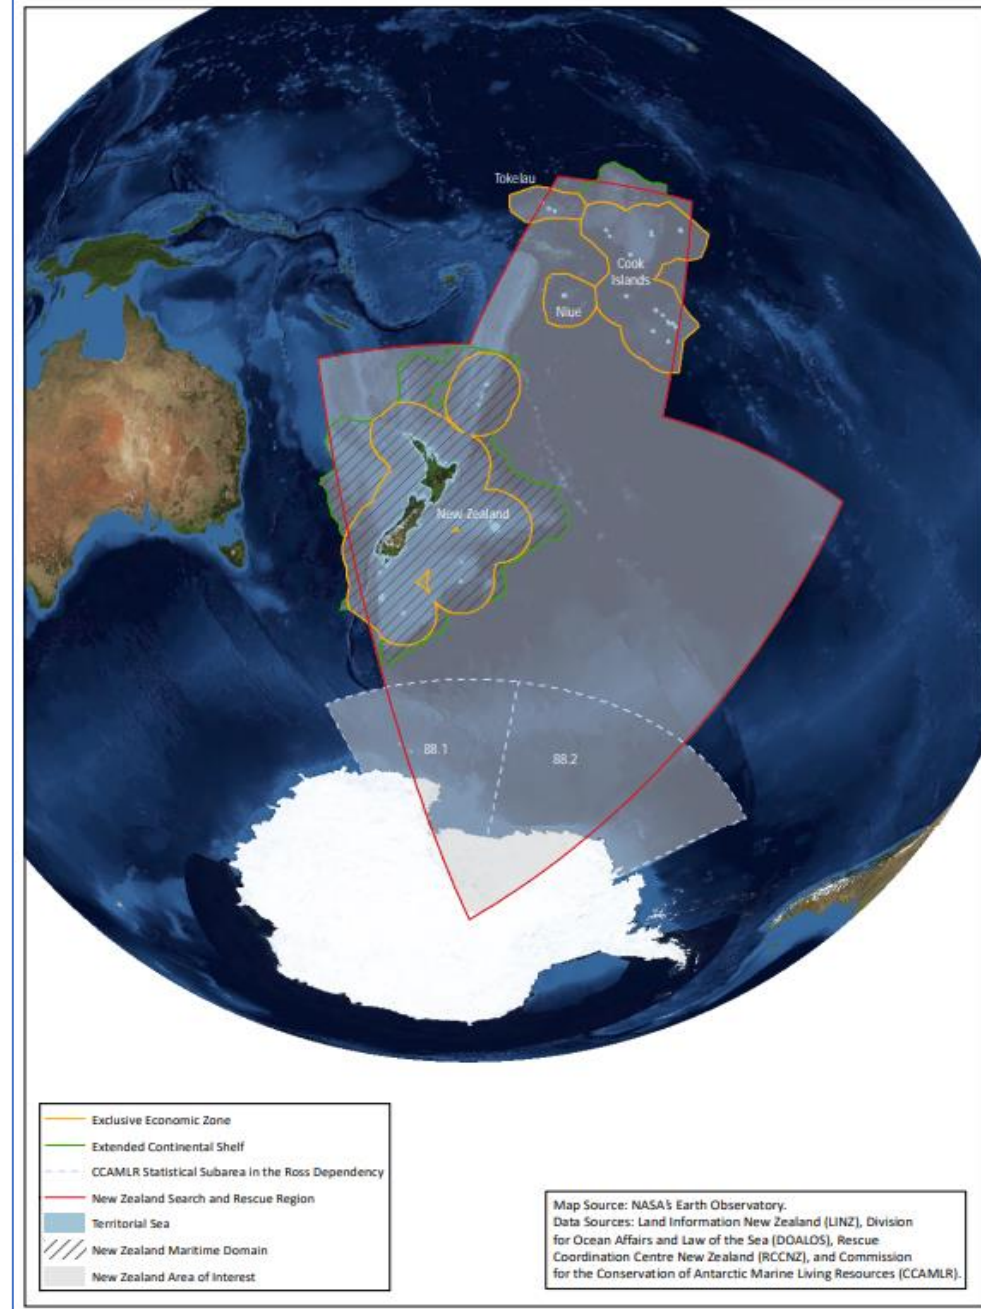 Tokelau
Cook
Islands
Niue
New Zealand
88.1
88.2
Exclusive Economic Zone
Extended Continental Shelf
CCAMLR Statistical Subarea in the Ross Dependency
New Zealand Search and Rescue Region
Territorial Sea
New Zealand Maritime Domain
New Zealand Area of Interest
Map Source: NASA's Earth Observatory.
Data Sources: Land Information New Zealand (LINZ), Division
for Ocean Affairs and Law of the Sea (DOALOS), Rescue
Coordination Centre New Zealand (RCCNZ), and Commission
for the Conservation of Antarctic Marine Living Resources (CCAMLR).